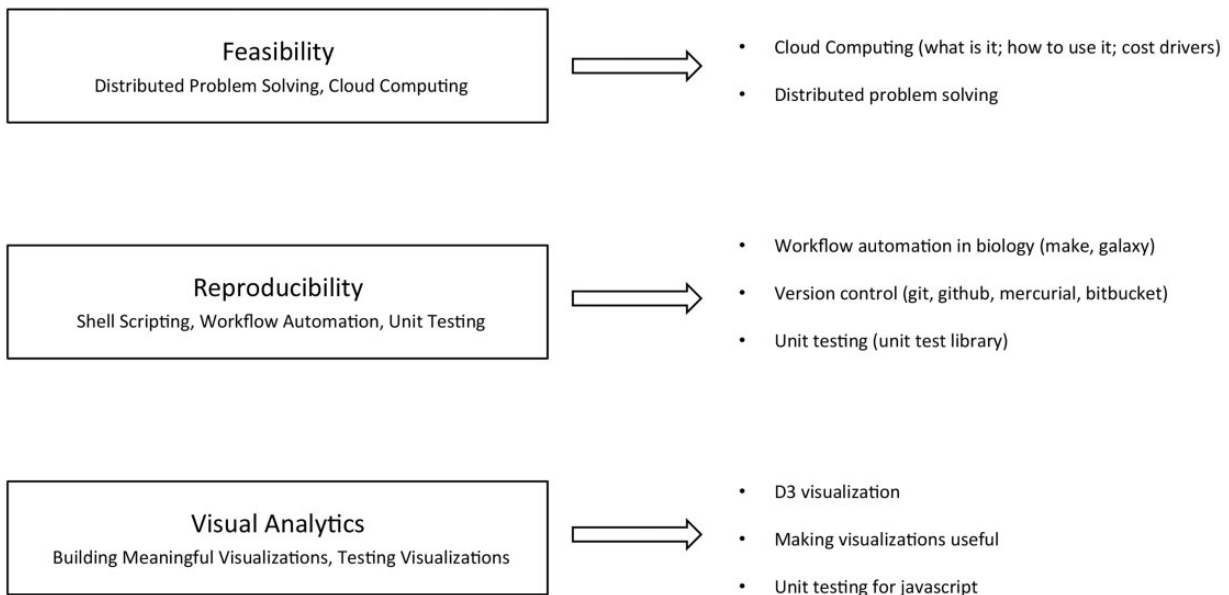 Feasibility
Distributed Problem Solving, Cloud Computing
• Cloud Computing (what is it; how to use it; cost drivers)
• Distributed problem solving
Reproducibility
Shell Scripting, Workflow Automation, Unit Testing
• Workflow automation in biology (make, galaxy)
• Version control (git, github, mercurial, bitbucket)
• Unit testing (unit test library)
Visual Analytics
Building Meaningful Visualizations, Testing Visualizations
• D3 visualization
• Making visualizations useful
• Unit testing for javascript